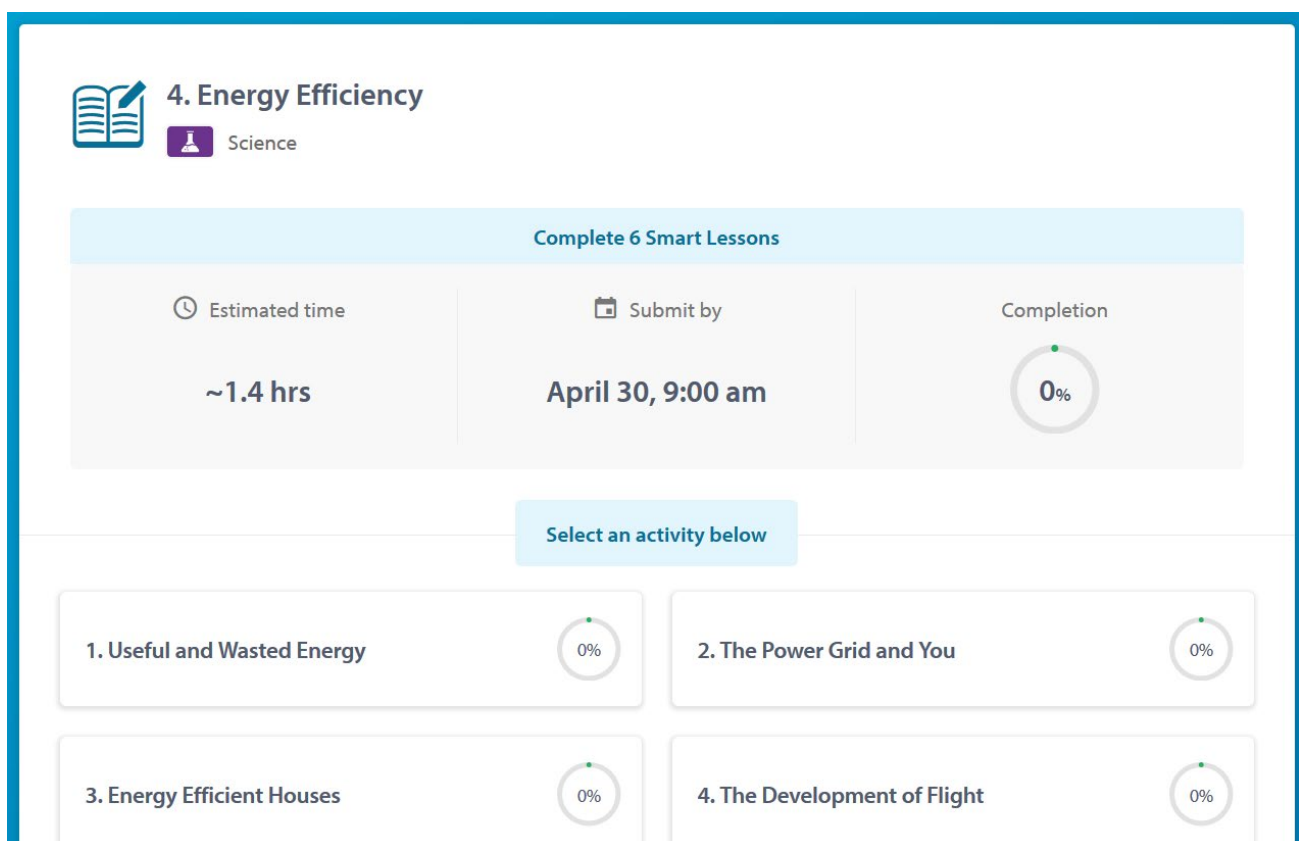 4. Energy Efficiency
Science
Complete 6 Smart Lessons
Estimated time
~1.4 hrs
Submit by
April 30, 9:00 am
Completion
0%
Select an activity below
1. Useful and Wasted Energy
0%
2. The Power Grid and You
0%
3. Energy Efficient Houses
0%
4. The Development of Flight
0%